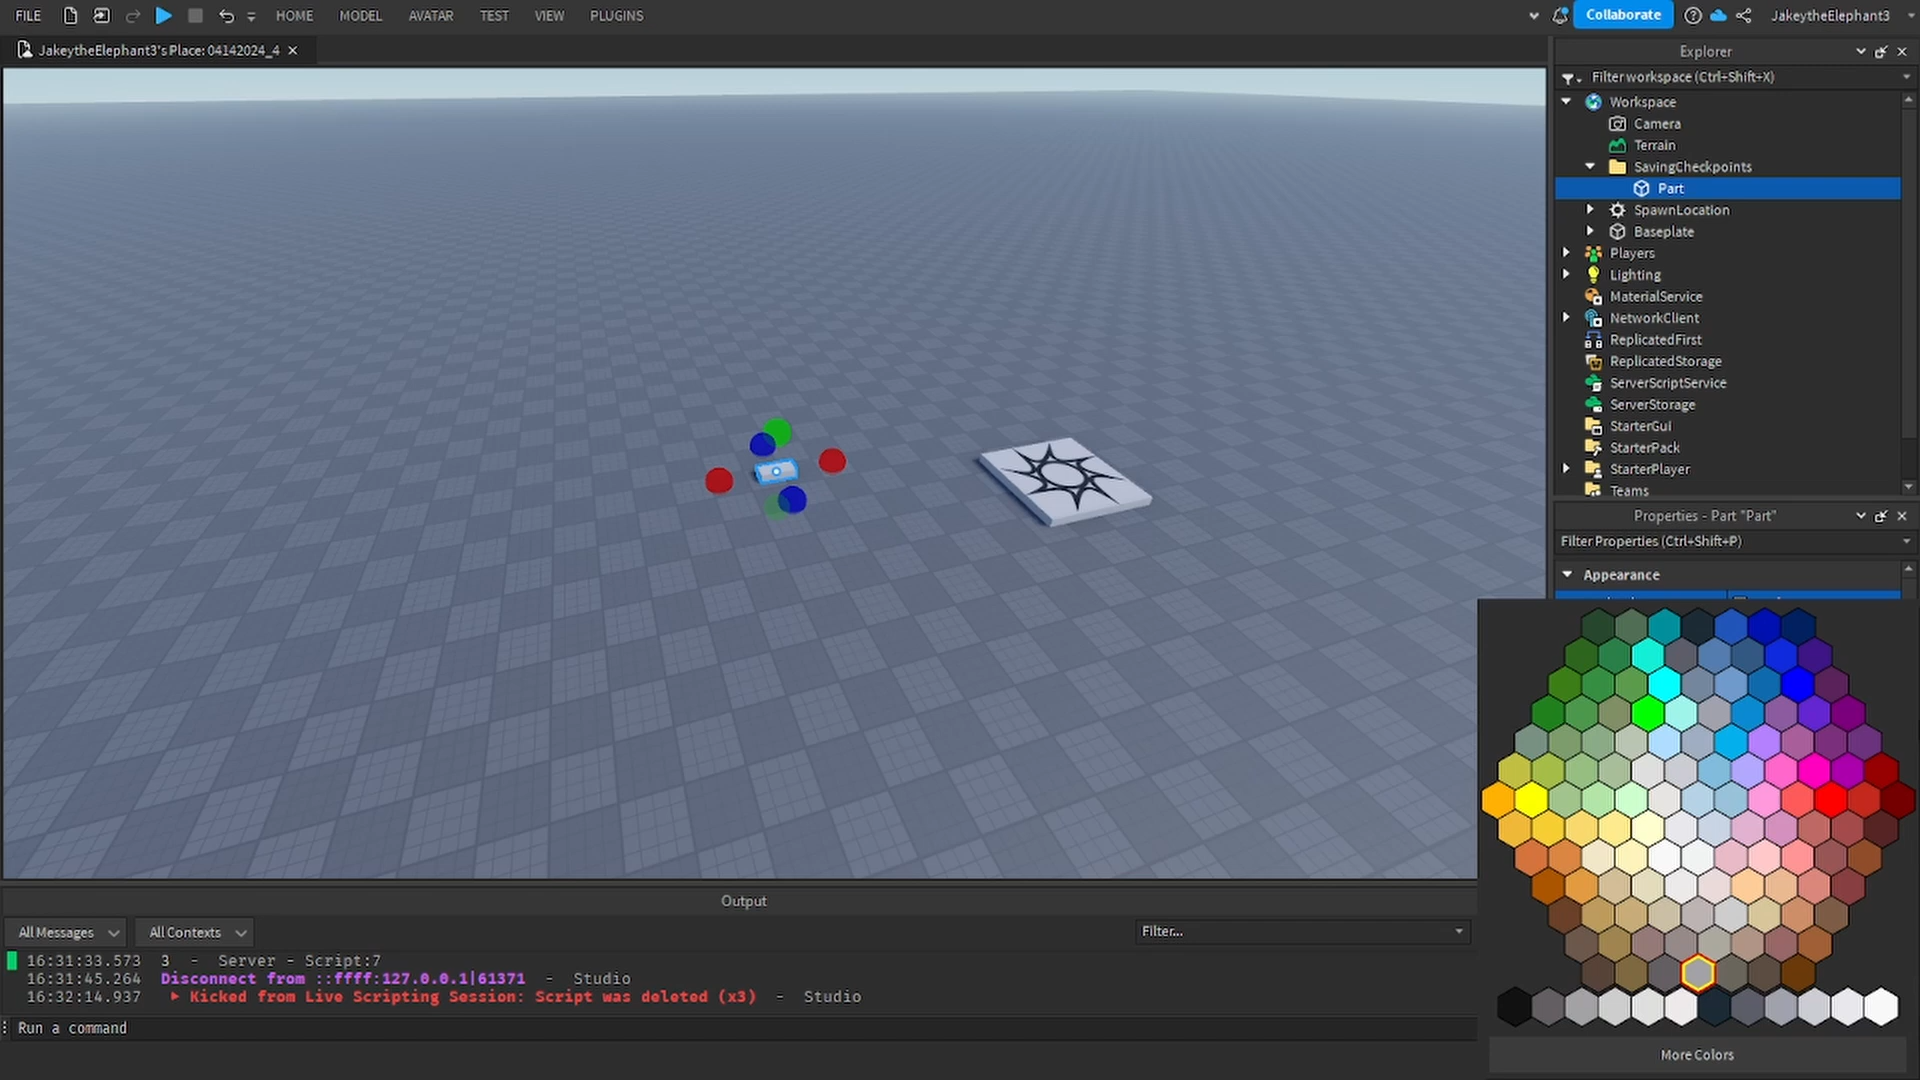 FILE HOME MODEL AVATAR TEST VIEW PLUGINS Collaborate JakeytheElephant3
JakeytheElephant3's Place: 04142024_4
Explorer
Filter workspace (Ctrl+Shift+X)
Workspace
Camera
Terrain
SavingCheckpoints
Part
SpawnLocation
Baseplate
Players
Lighting
MaterialService
NetworkClient
ReplicatedFirst
ReplicatedStorage
ServerScriptService
ServerStorage
StarterGui
StarterPack
StarterPlayer
Teams
Properties - Part "Part"
Filter Properties (Ctrl+Shift+P)
Appearance
More Colors
Output
All Messages All Contexts Filter...
16:31:33.573 3 - Server - Script:7
16:31:45.264 Disconnect from ::ffff:127.0.0.1|61371 - Studio
16:32:14.937 Kicked from Live Scripting Session: Script was deleted (x3) - Studio
Run a command